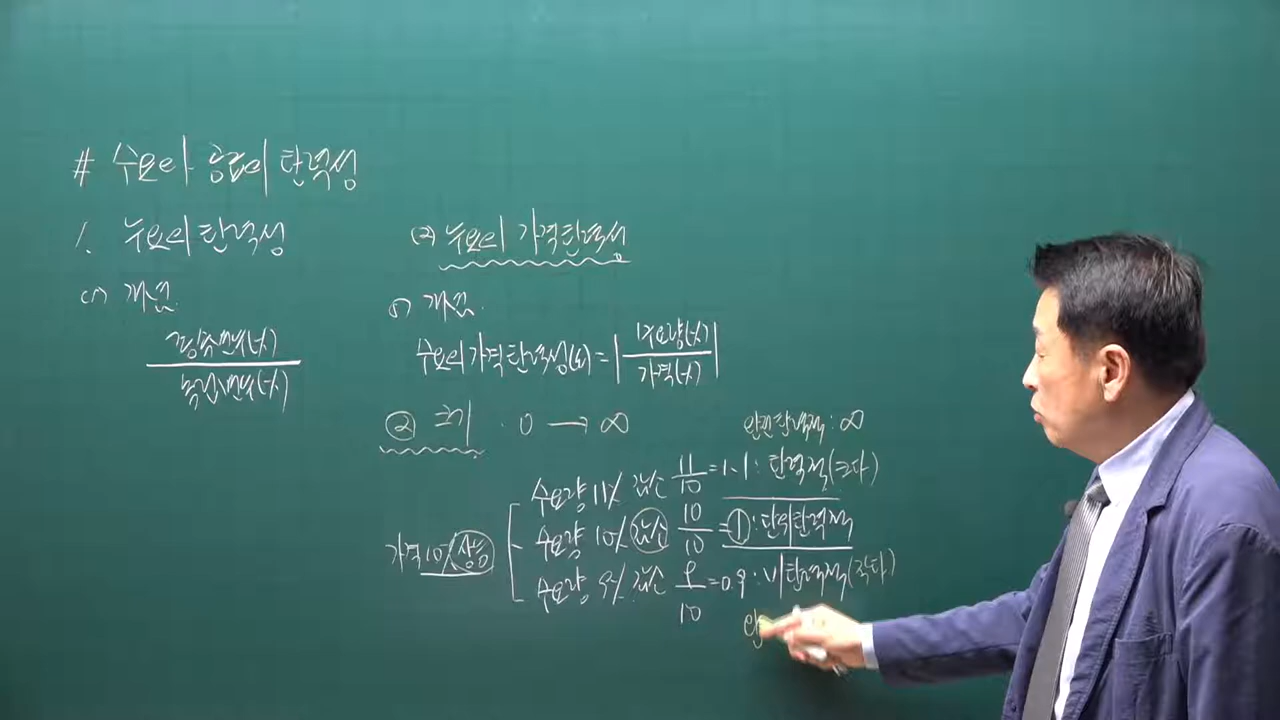 # 수요와 공급의 탄력성
1. 수요의 탄력성
(1) 개념
종속변수(%)
독립변수(%)
(2) 수요의 가격탄력성
① 개념
수요의 가격탄력성(ε) = | 수요량(%) / 가격(%) |
② 크기 · 0 → ∞
완전탄력적 : ∞
가격 10% 상승
수요량 11% 감소 11/10 = 1.1 : 탄력적(크다)
수요량 10% 감소 10/10 = ① : 단위탄력적
수요량 9% 감소 9/10 = 0.9 : 비탄력적(작다)
완